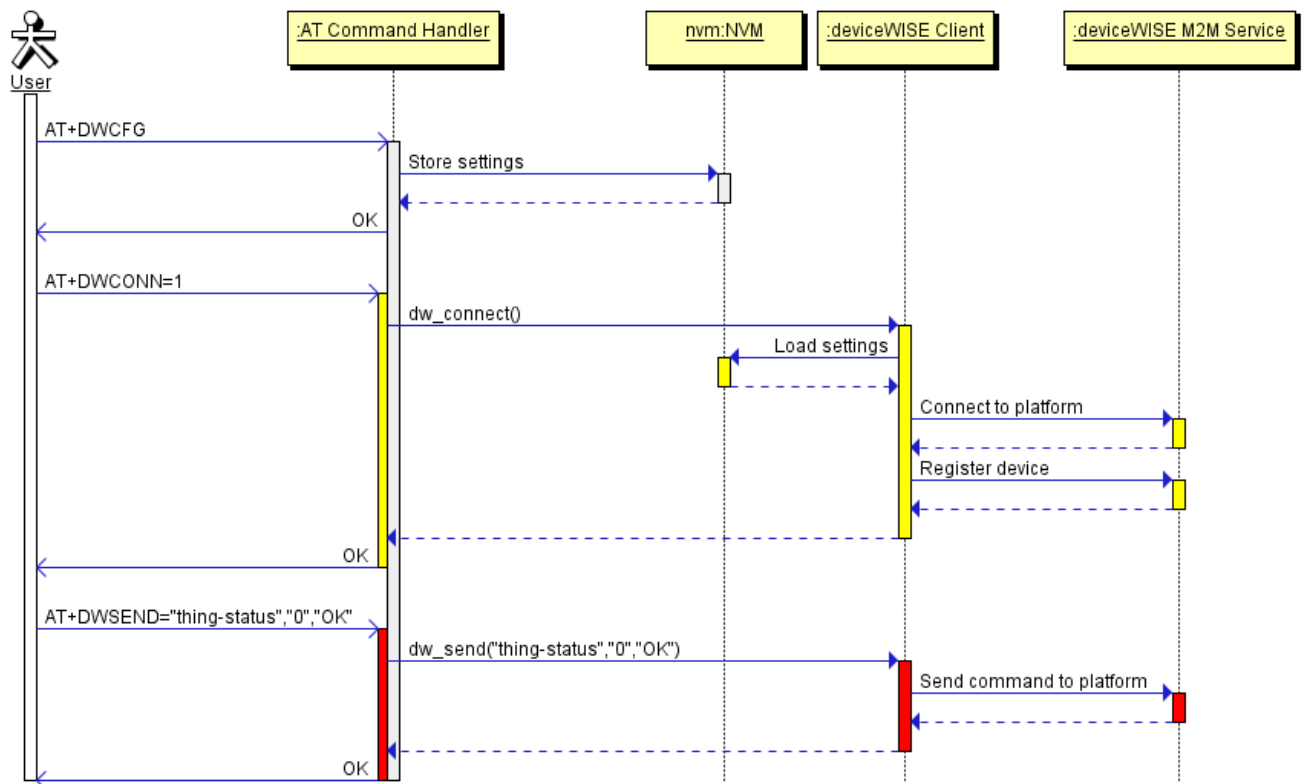 :AT Command Handler
nvm:NVM
:deviceWISE Client
:deviceWISE M2M Service
User
AT+DWCFG
Store settings
OK
AT+DWCONN=1
dw_connect()
Load settings
Connect to platform
Register device
OK
AT+DWSEND="thing-status","0","OK"
dw_send("thing-status","0","OK")
Send command to platform
OK